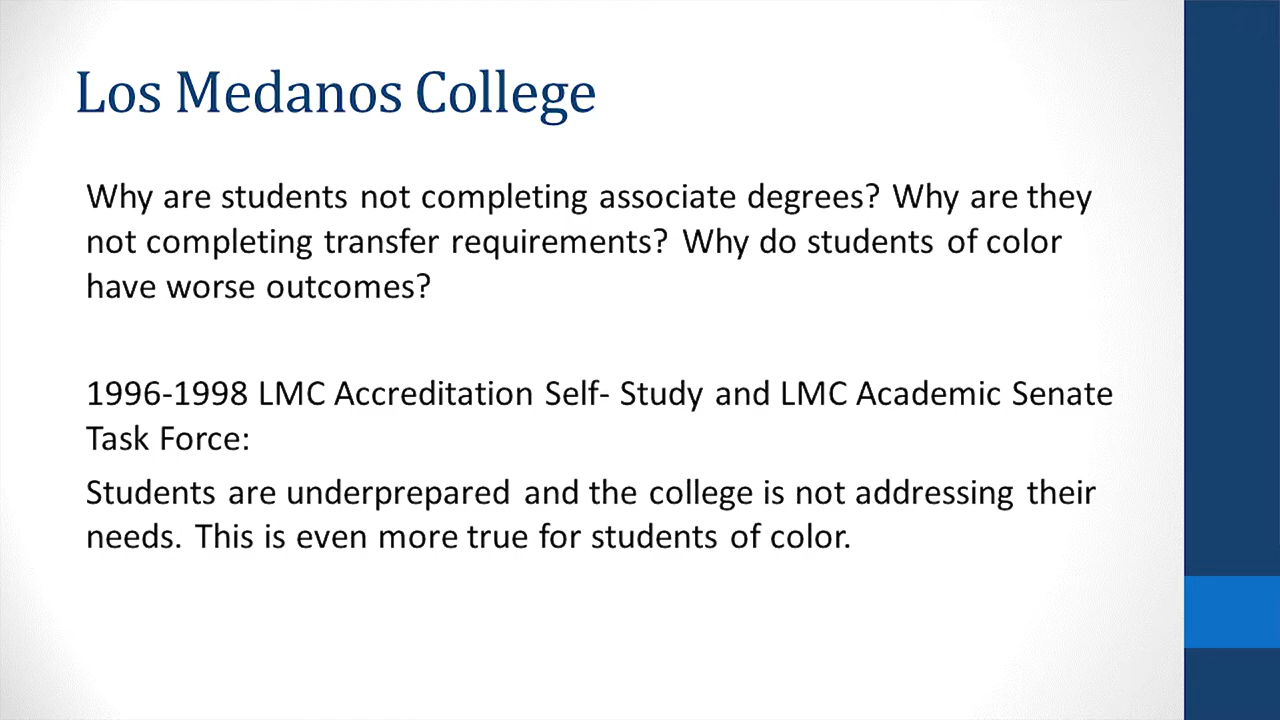 Los Medanos College
Why are students not completing associate degrees? Why are they
not completing transfer requirements? Why do students of color
have worse outcomes?
1996-1998 LMC Accreditation Self- Study and LMC Academic Senate
Task Force:
Students are underprepared and the college is not addressing their
needs. This is even more true for students of color.